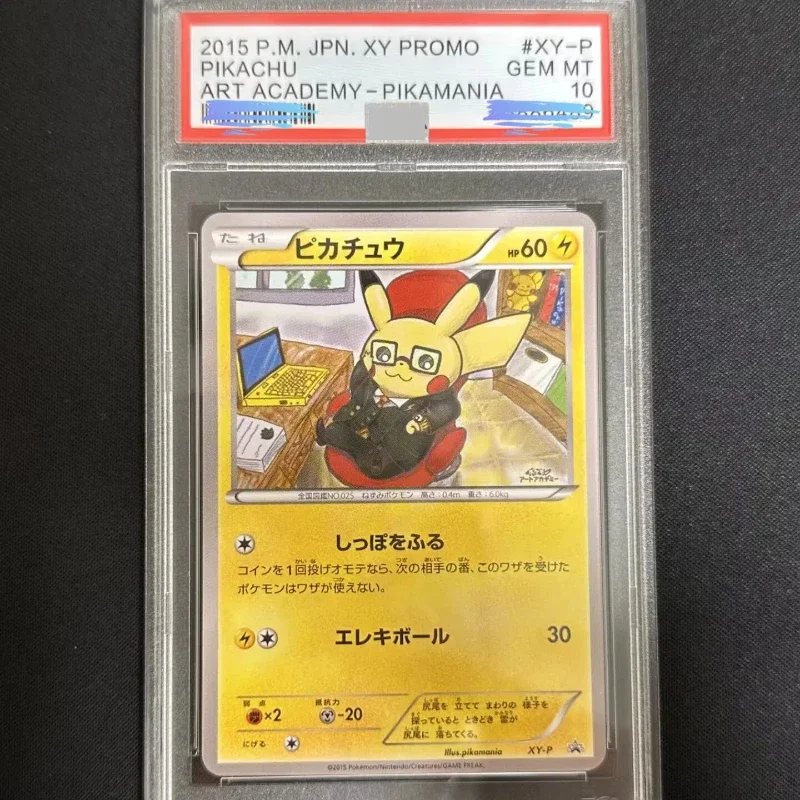 2015 P.M. JPN. XY PROMO #XY-P
PIKACHU GEM MT
ART ACADEMY-PIKAMANIA 10
たね ピカチュウ HP60
アートアカデミー
全国図鑑NO.025 ねずみポケモン 高さ:0.4m 重さ:6.0kg
しっぽをふる
コインを1回投げオモテなら、次の相手の番、このワザを受けた
ポケモンはワザが使えない。
エレキボール 30
弱点 抵抗力
×2 -20
にげる
尻尾を 立てて まわりの 様子を
探っていると ときどき 雷が
尻尾に 落ちてくる。
Illus.pikamania XY-P
©2015 Pokémon/Nintendo/Creatures/GAME FREAK.